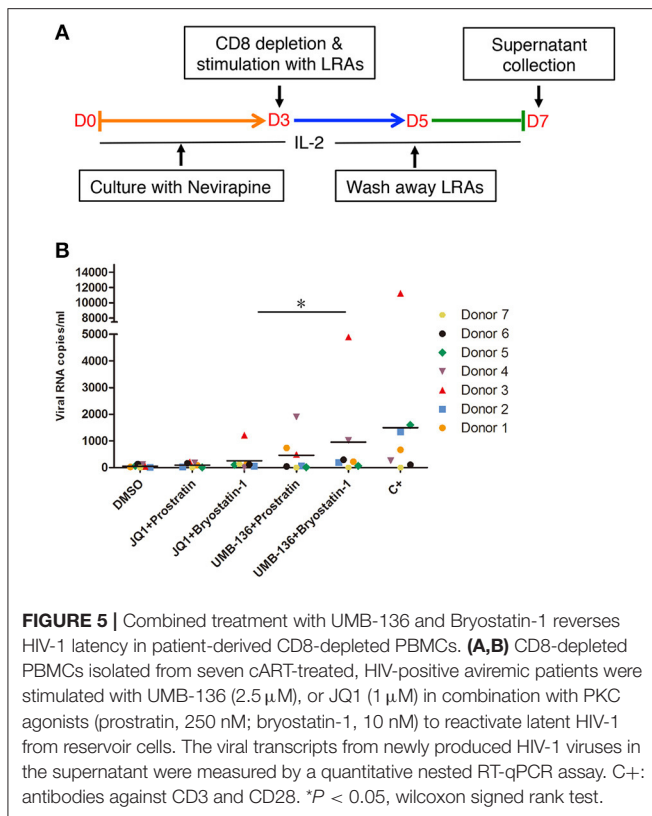 A
CD8 depletion &
stimulation with LRAs
Supernatant
collection
D0
D3
D5
D7
IL-2
Culture with Nevirapine
Wash away LRAs
B
Viral RNA copies/ml
14000
12000
10000
8000
6000
5000
4000
3000
2000
1000
0
*
Donor 7
Donor 6
Donor 5
Donor 4
Donor 3
Donor 2
Donor 1
DMSO
JQ1+Prostratin
JQ1+Bryostatin-1
UMB-136+Prostratin
UMB-136+Bryostatin-1
C+
FIGURE 5 | Combined treatment with UMB-136 and Bryostatin-1 reverses
HIV-1 latency in patient-derived CD8-depleted PBMCs. (A,B) CD8-depleted
PBMCs isolated from seven cART-treated, HIV-positive aviremic patients were
stimulated with UMB-136 (2.5 μM), or JQ1 (1 μM) in combination with PKC
agonists (prostratin, 250 nM; bryostatin-1, 10 nM) to reactivate latent HIV-1
from reservoir cells. The viral transcripts from newly produced HIV-1 viruses in
the supernatant were measured by a quantitative nested RT-qPCR assay. C+:
antibodies against CD3 and CD28. *P < 0.05, wilcoxon signed rank test.